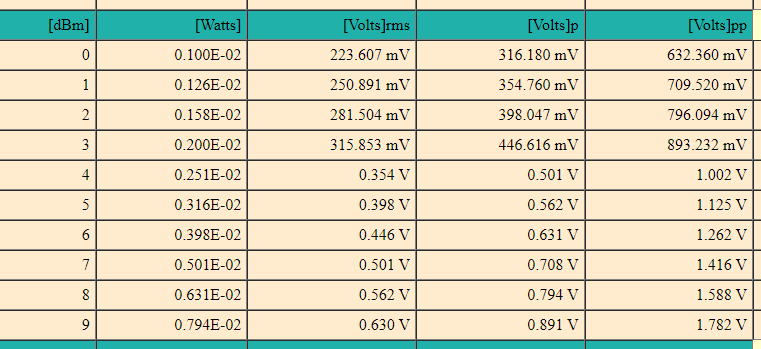 [dBm] [Watts] [Volts]rms [Volts]p [Volts]pp
0 0.100E-02 223.607 mV 316.180 mV 632.360 mV
1 0.126E-02 250.891 mV 354.760 mV 709.520 mV
2 0.158E-02 281.504 mV 398.047 mV 796.094 mV
3 0.200E-02 315.853 mV 446.616 mV 893.232 mV
4 0.251E-02 0.354 V 0.501 V 1.002 V
5 0.316E-02 0.398 V 0.562 V 1.125 V
6 0.398E-02 0.446 V 0.631 V 1.262 V
7 0.501E-02 0.501 V 0.708 V 1.416 V
8 0.631E-02 0.562 V 0.794 V 1.588 V
9 0.794E-02 0.630 V 0.891 V 1.782 V